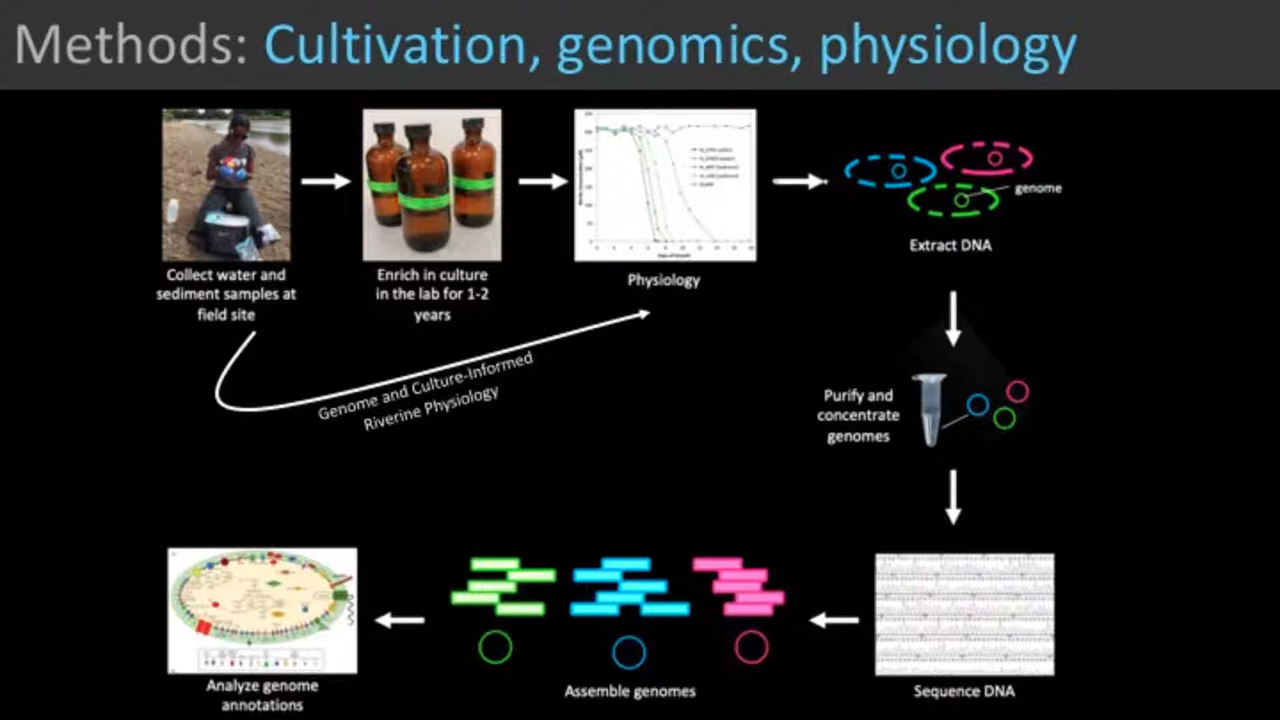 Methods: Cultivation, genomics, physiology
Collect water and
sediment samples at
field site
Enrich in culture
in the lab for 1-2
years
Physiology
genome
Extract DNA
Genome and Culture-Informed
Riverine Physiology
Purify and
concentrate
genomes
Analyze genome
annotations
Assemble genomes
Sequence DNA